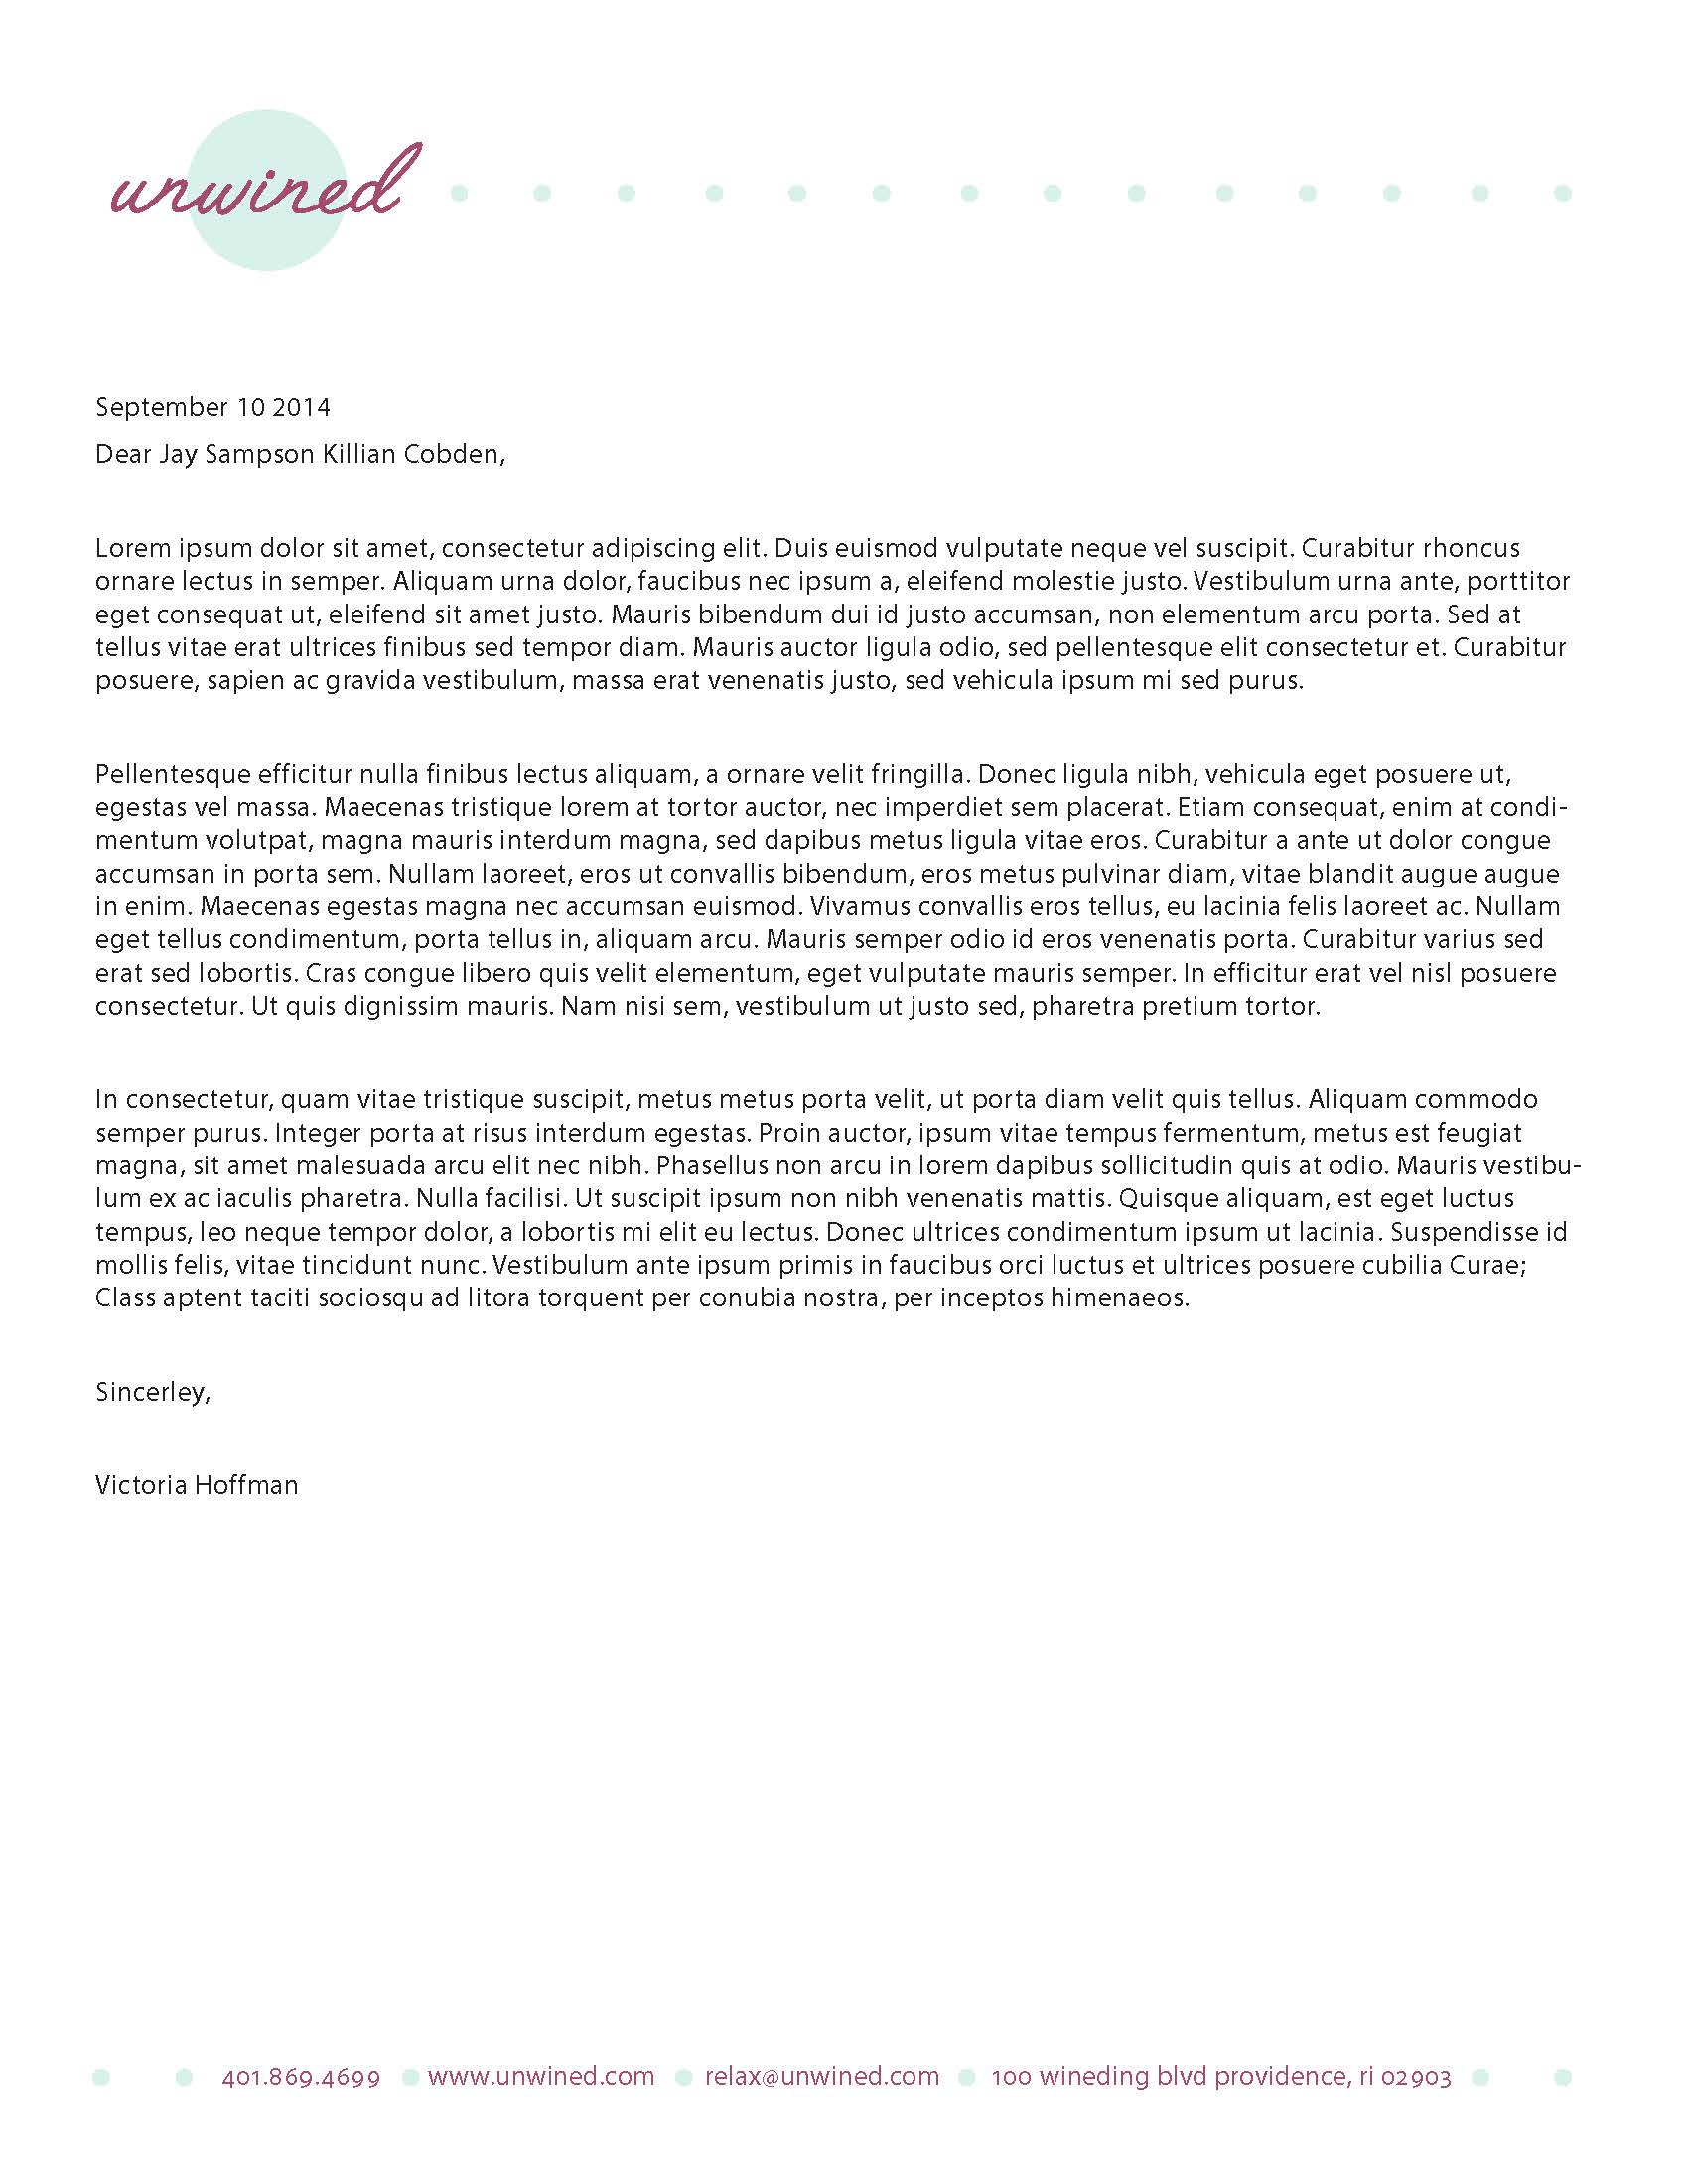 unwined
September 10 2014
Dear Jay Sampson Killian Cobden,
Lorem ipsum dolor sit amet, consectetur adipiscing elit. Duis euismod vulputate neque vel suscipit. Curabitur rhoncus
ornare lectus in semper. Aliquam urna dolor, faucibus nec ipsum a, eleifend molestie justo. Vestibulum urna ante, porttitor
eget consequat ut, eleifend sit amet justo. Mauris bibendum dui id justo accumsan, non elementum arcu porta. Sed at
tellus vitae erat ultrices finibus sed tempor diam. Mauris auctor ligula odio, sed pellentesque elit consectetur et. Curabitur
posuere, sapien ac gravida vestibulum, massa erat venenatis justo, sed vehicula ipsum mi sed purus.
Pellentesque efficitur nulla finibus lectus aliquam, a ornare velit fringilla. Donec ligula nibh, vehicula eget posuere ut,
egestas vel massa. Maecenas tristique lorem at tortor auctor, nec imperdiet sem placerat. Etiam consequat, enim at condi-
mentum volutpat, magna mauris interdum magna, sed dapibus metus ligula vitae eros. Curabitur a ante ut dolor congue
accumsan in porta sem. Nullam laoreet, eros ut convallis bibendum, eros metus pulvinar diam, vitae blandit augue augue
in enim. Maecenas egestas magna nec accumsan euismod. Vivamus convallis eros tellus, eu lacinia felis laoreet ac. Nullam
eget tellus condimentum, porta tellus in, aliquam arcu. Mauris semper odio id eros venenatis porta. Curabitur varius sed
erat sed lobortis. Cras congue libero quis velit elementum, eget vulputate mauris semper. In efficitur erat vel nisl posuere
consectetur. Ut quis dignissim mauris. Nam nisi sem, vestibulum ut justo sed, pharetra pretium tortor.
In consectetur, quam vitae tristique suscipit, metus metus porta velit, ut porta diam velit quis tellus. Aliquam commodo
semper purus. Integer porta at risus interdum egestas. Proin auctor, ipsum vitae tempus fermentum, metus est feugiat
magna, sit amet malesuada arcu elit nec nibh. Phasellus non arcu in lorem dapibus sollicitudin quis at odio. Mauris vestibu-
lum ex ac iaculis pharetra. Nulla facilisi. Ut suscipit ipsum non nibh venenatis mattis. Quisque aliquam, est eget luctus
tempus, leo neque tempor dolor, a lobortis mi elit eu lectus. Donec ultrices condimentum ipsum ut lacinia. Suspendisse id
mollis felis, vitae tincidunt nunc. Vestibulum ante ipsum primis in faucibus orci luctus et ultrices posuere cubilia Curae;
Class aptent taciti sociosqu ad litora torquent per conubia nostra, per inceptos himenaeos.
Sincerley,
Victoria Hoffman
401.869.4699 www.unwined.com relax@unwined.com 100 wineding blvd providence, ri 02903